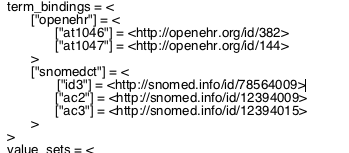 term_bindings = <
["openehr"] = <
["at1046"] = <http://openehr.org/id/382>
["at1047"] = <http://openehr.org/id/144>
>
["snomedct"] = <
["id3"] = <http://snomed.info/id/78564009>
["ac2"] = <http://snomed.info/id/12394009>
["ac3"] = <http://snomed.info/id/12394015>
>
>
value_sets = <